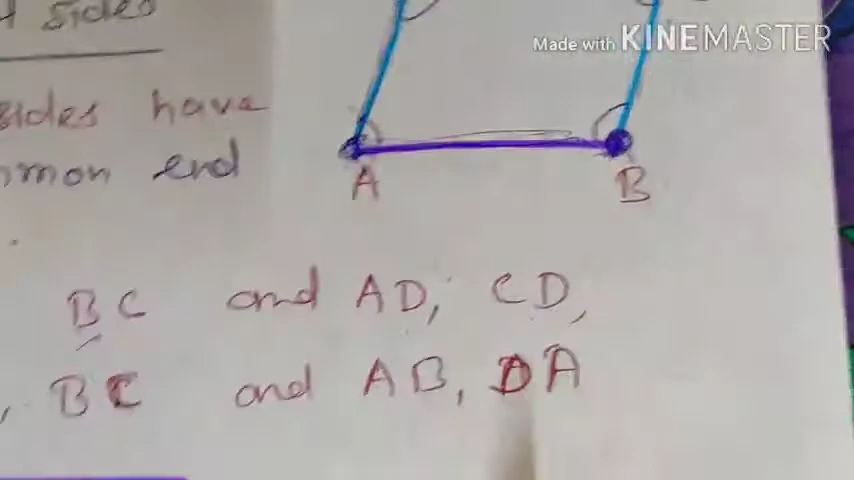 sides
Made with KINEMASTER
sides have
mmon end
A
B
BC and AD, CD,
, BC and AB, DA